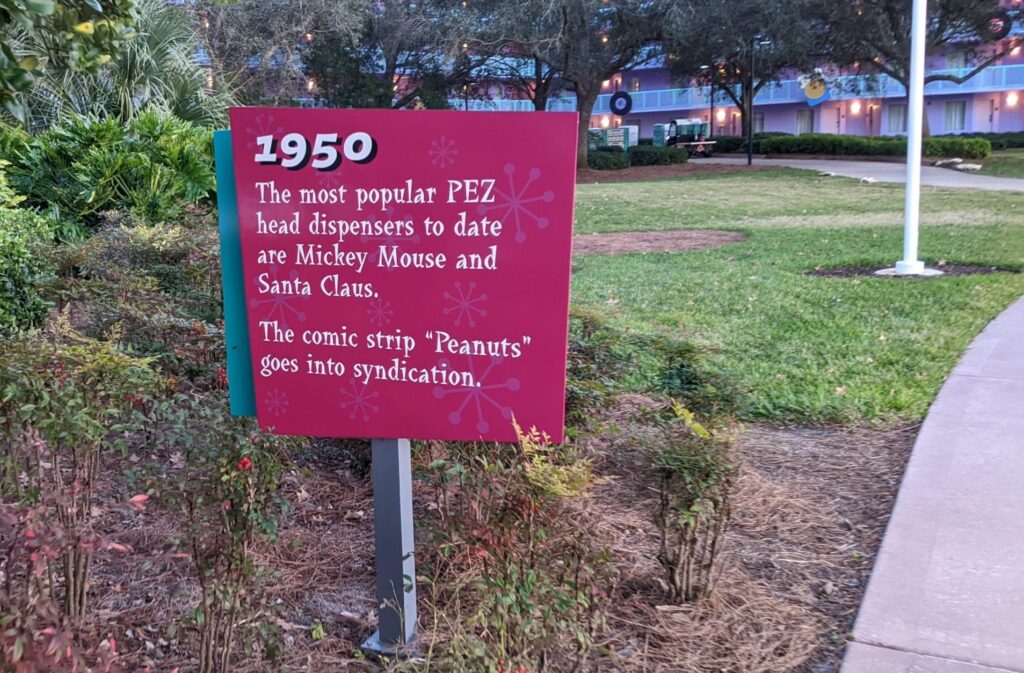 1950
The most popular PEZ
head dispensers to date
are Mickey Mouse and
Santa Claus.
The comic strip “Peanuts”
goes into syndication.